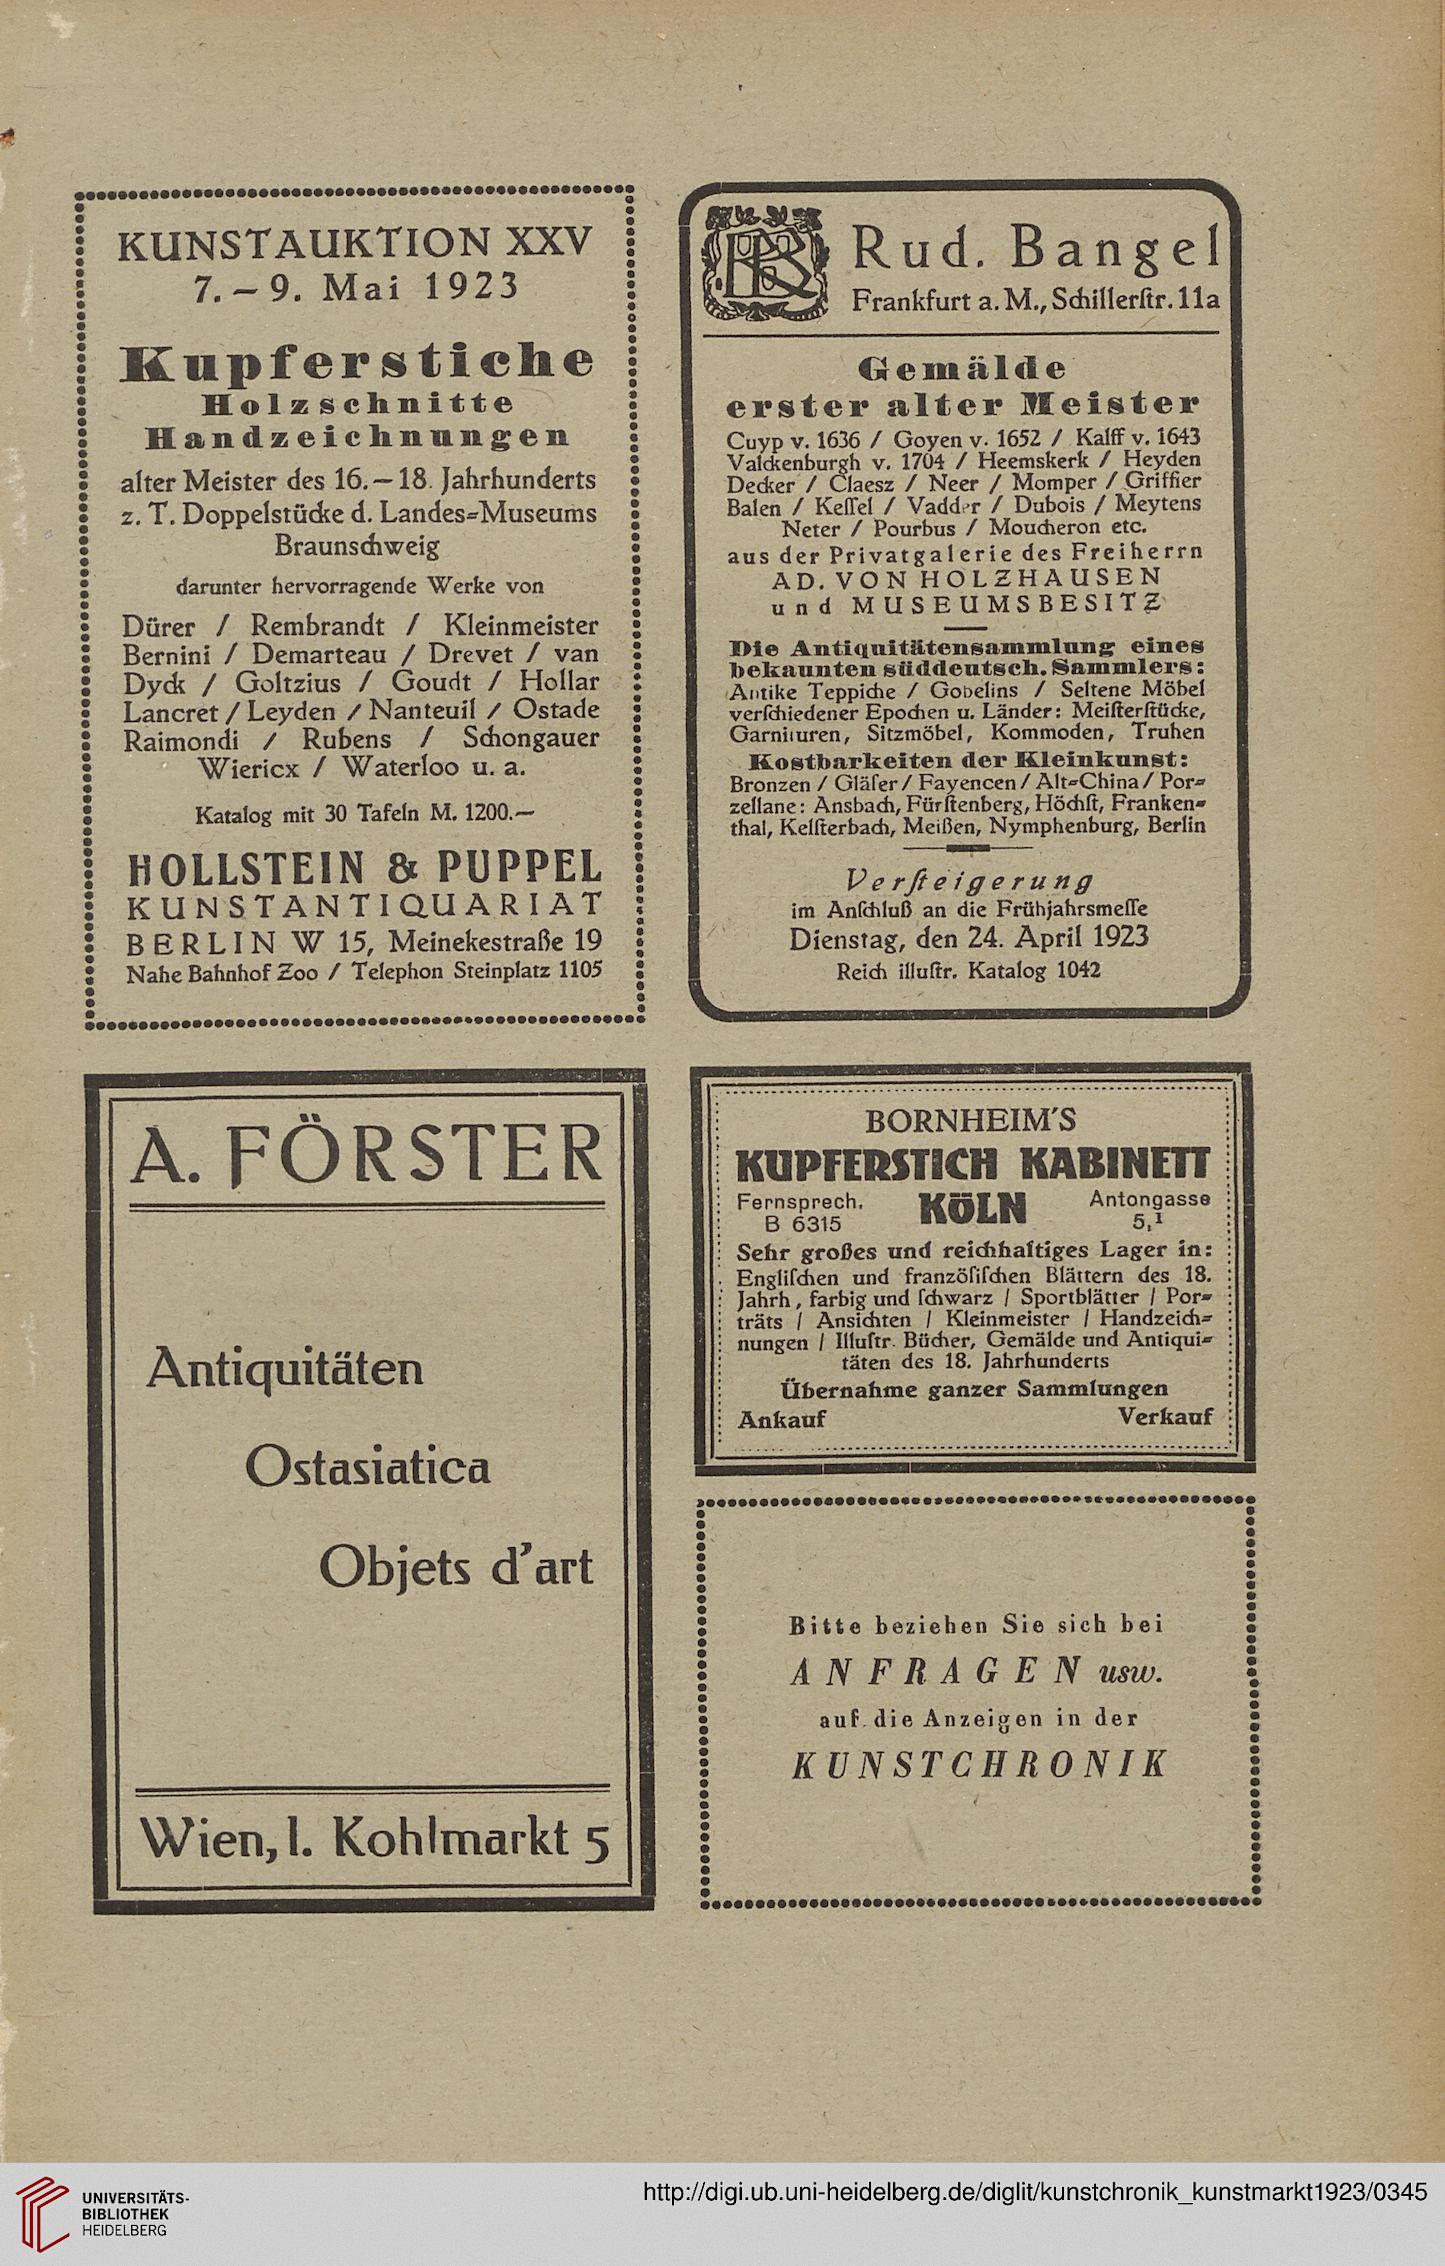 KUNSTAUKTION XXV
7.–9. Mai 1923
Kupferstiche
Holzschnitte
Handzeichnungen
alter Meister des 16.–18. Jahrhunderts
z. T. Doppelstücke d. Landes-Museums
Braunschweig
darunter hervorragende Werke von
Dürer / Rembrandt / Kleinmeister
Bernini / Demarteau / Drevet / van
Dyck / Goltzius / Goudt / Hollar
Lancret / Leyden / Nanteuil / Ostade
Raimondi / Rubens / Schongauer
Wiericx / Waterloo u. a.
Katalog mit 30 Tafeln M. 1200.—
HOLLSTEIN & PUPPEL
KUNSTANTIQUARIAT
BERLIN W 15, Meinekestraße 19
Nahe Bahnhof Zoo / Telephon Steinplatz 1105
RB
Rud. Bangel
Frankfurt a. M., Schillerſtr. 11a
Gemälde
erster alter Meister
Cuyp v. 1636 / Goyen v. 1652 / Kalff v. 1643
Valckenburgh v. 1704 / Heemskerk / Heyden
Decker / Claesz / Neer / Momper / Griffier
Balen / Keſſel / Vadder / Dubois / Meytens
Neter / Pourbus / Moucheron etc.
aus der Privatgalerie des Freiherrn
AD. VON HOLZHAUSEN
und MUSEUMSBESITZ
Die Antiquitätensammlung eines
bekannten süddeutsch. Sammlers:
Antike Teppiche / Gobelins / Seltene Möbel
verſchiedener Epochen u. Länder: Meiſterſtücke,
Garnituren, Sitzmöbel, Kommoden, Truhen
Kostbarkeiten der Kleinkunst:
Bronzen / Gläſer / Fayencen / Alt-China / Por-
zellane: Ansbach, Fürſtenberg, Höchſt, Franken-
thal, Kelſterbach, Meißen, Nymphenburg, Berlin
Verſteigerung
im Anſchluß an die Frühjahrsmeſſe
Dienstag, den 24. April 1923
Reich illuſtr. Katalog 1042
A. FÖRSTER
Antiquitäten
Ostasiatica
Objets d'art
Wien, I. Kohlmarkt 5
BORNHEIM'S
KUPFERSTICH KABINETT
Fernsprech. KÖLN Antongasse
B 6315 5,¹
Sehr großes und reichhaltiges Lager in:
Engliſchen und franzöſiſchen Blättern des 18.
Jahrh, farbig und ſchwarz / Sportblätter / Por-
träts / Ansichten / Kleinmeister / Handzeich-
nungen / Illuſtr. Bücher, Gemälde und Antiqui-
täten des 18. Jahrhunderts
Übernahme ganzer Sammlungen
Ankauf Verkauf
Bitte beziehen Sie sich bei
ANFRAGEN usw.
auf die Anzeigen in der
KUNSTCHRONIK
UNIVERSITÄTS-
BIBLIOTHEK
HEIDELBERG
http://digi.ub.uni-heidelberg.de/diglit/kunstchronik_kunstmarkt1923/0345